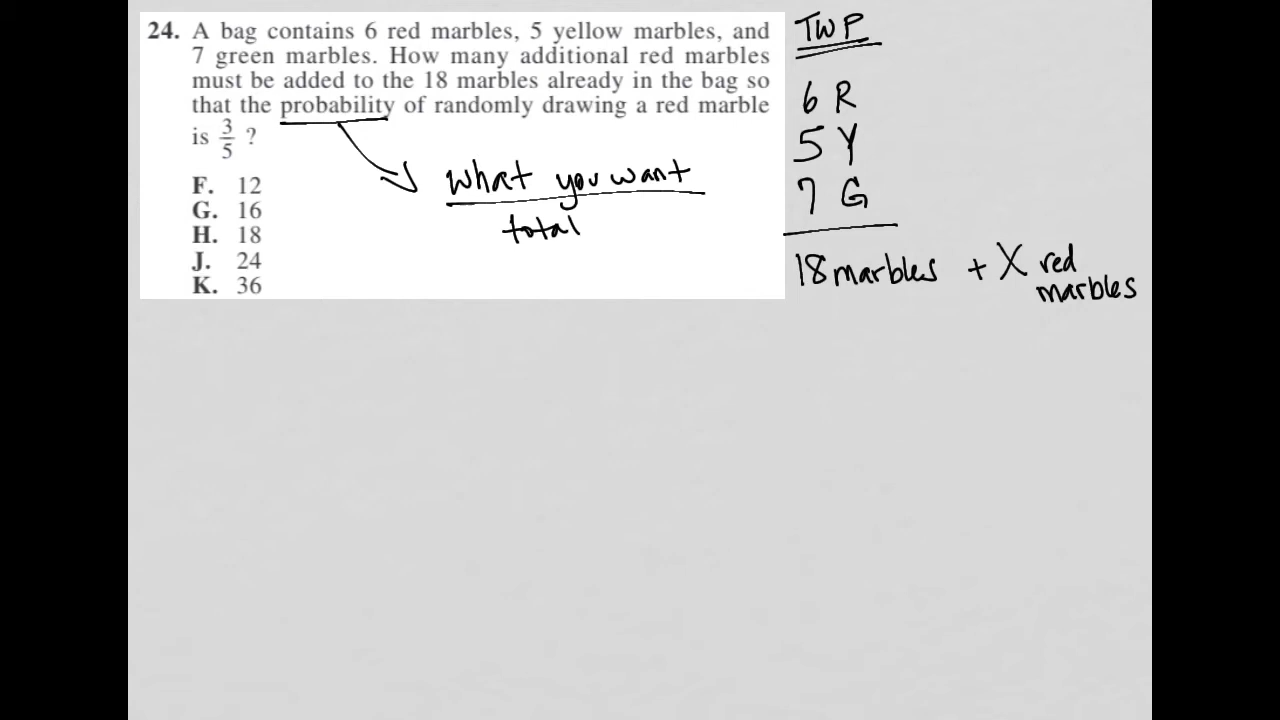 24. A bag contains 6 red marbles, 5 yellow marbles, and
7 green marbles. How many additional red marbles
must be added to the 18 marbles already in the bag so
that the probability of randomly drawing a red marble
is 3/5 ?
F. 12
G. 16
H. 18
J. 24
K. 36
what you want
total
TWP
6 R
5 Y
7 G
18 marbles + X red
marbles